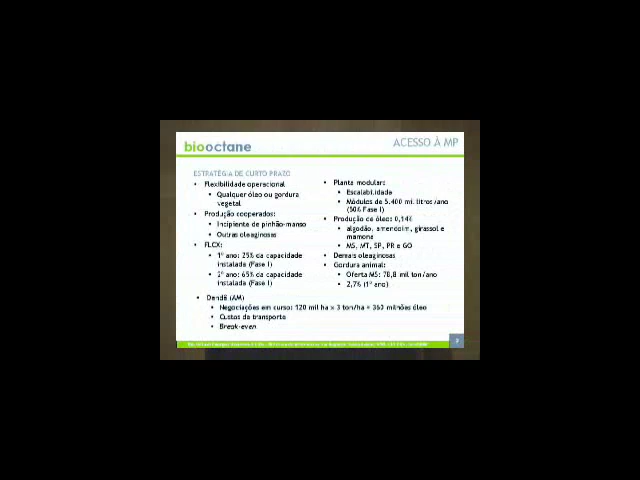 biooctane
ACESSO À MP
ESTRATÉGIA DE CURTO PRAZO
• Flexibilidade operacional
• Qualquer óleo ou gordura
vegetal
• Produção cooperados:
• Incipiente de pinhão-manso
• Outras oleaginosas
• FLCX:
• 1º ano: 25% da capacidade
instalada (Fase I)
• 2º ano: 65% da capacidade
instalada (Fase I)
• Planta modular:
• Escalabilidade
• Módulos de 5.400 mil litros/ano
(50% Fase I)
• Produção de óleo: 0,14%
• algodão, amendoim, girassol e
mamona
• MS, MT, SP, PR e GO
• Demais oleaginosas
• Gordura animal:
• Oferta MS: 78,8 mil ton/ano
• 2,7% (1º ano)
• Dendê (AM)
• Negociações em curso: 120 mil ha x 3 ton/ha = 360 milhões óleo
• Custos de transporte
• Break-even
9